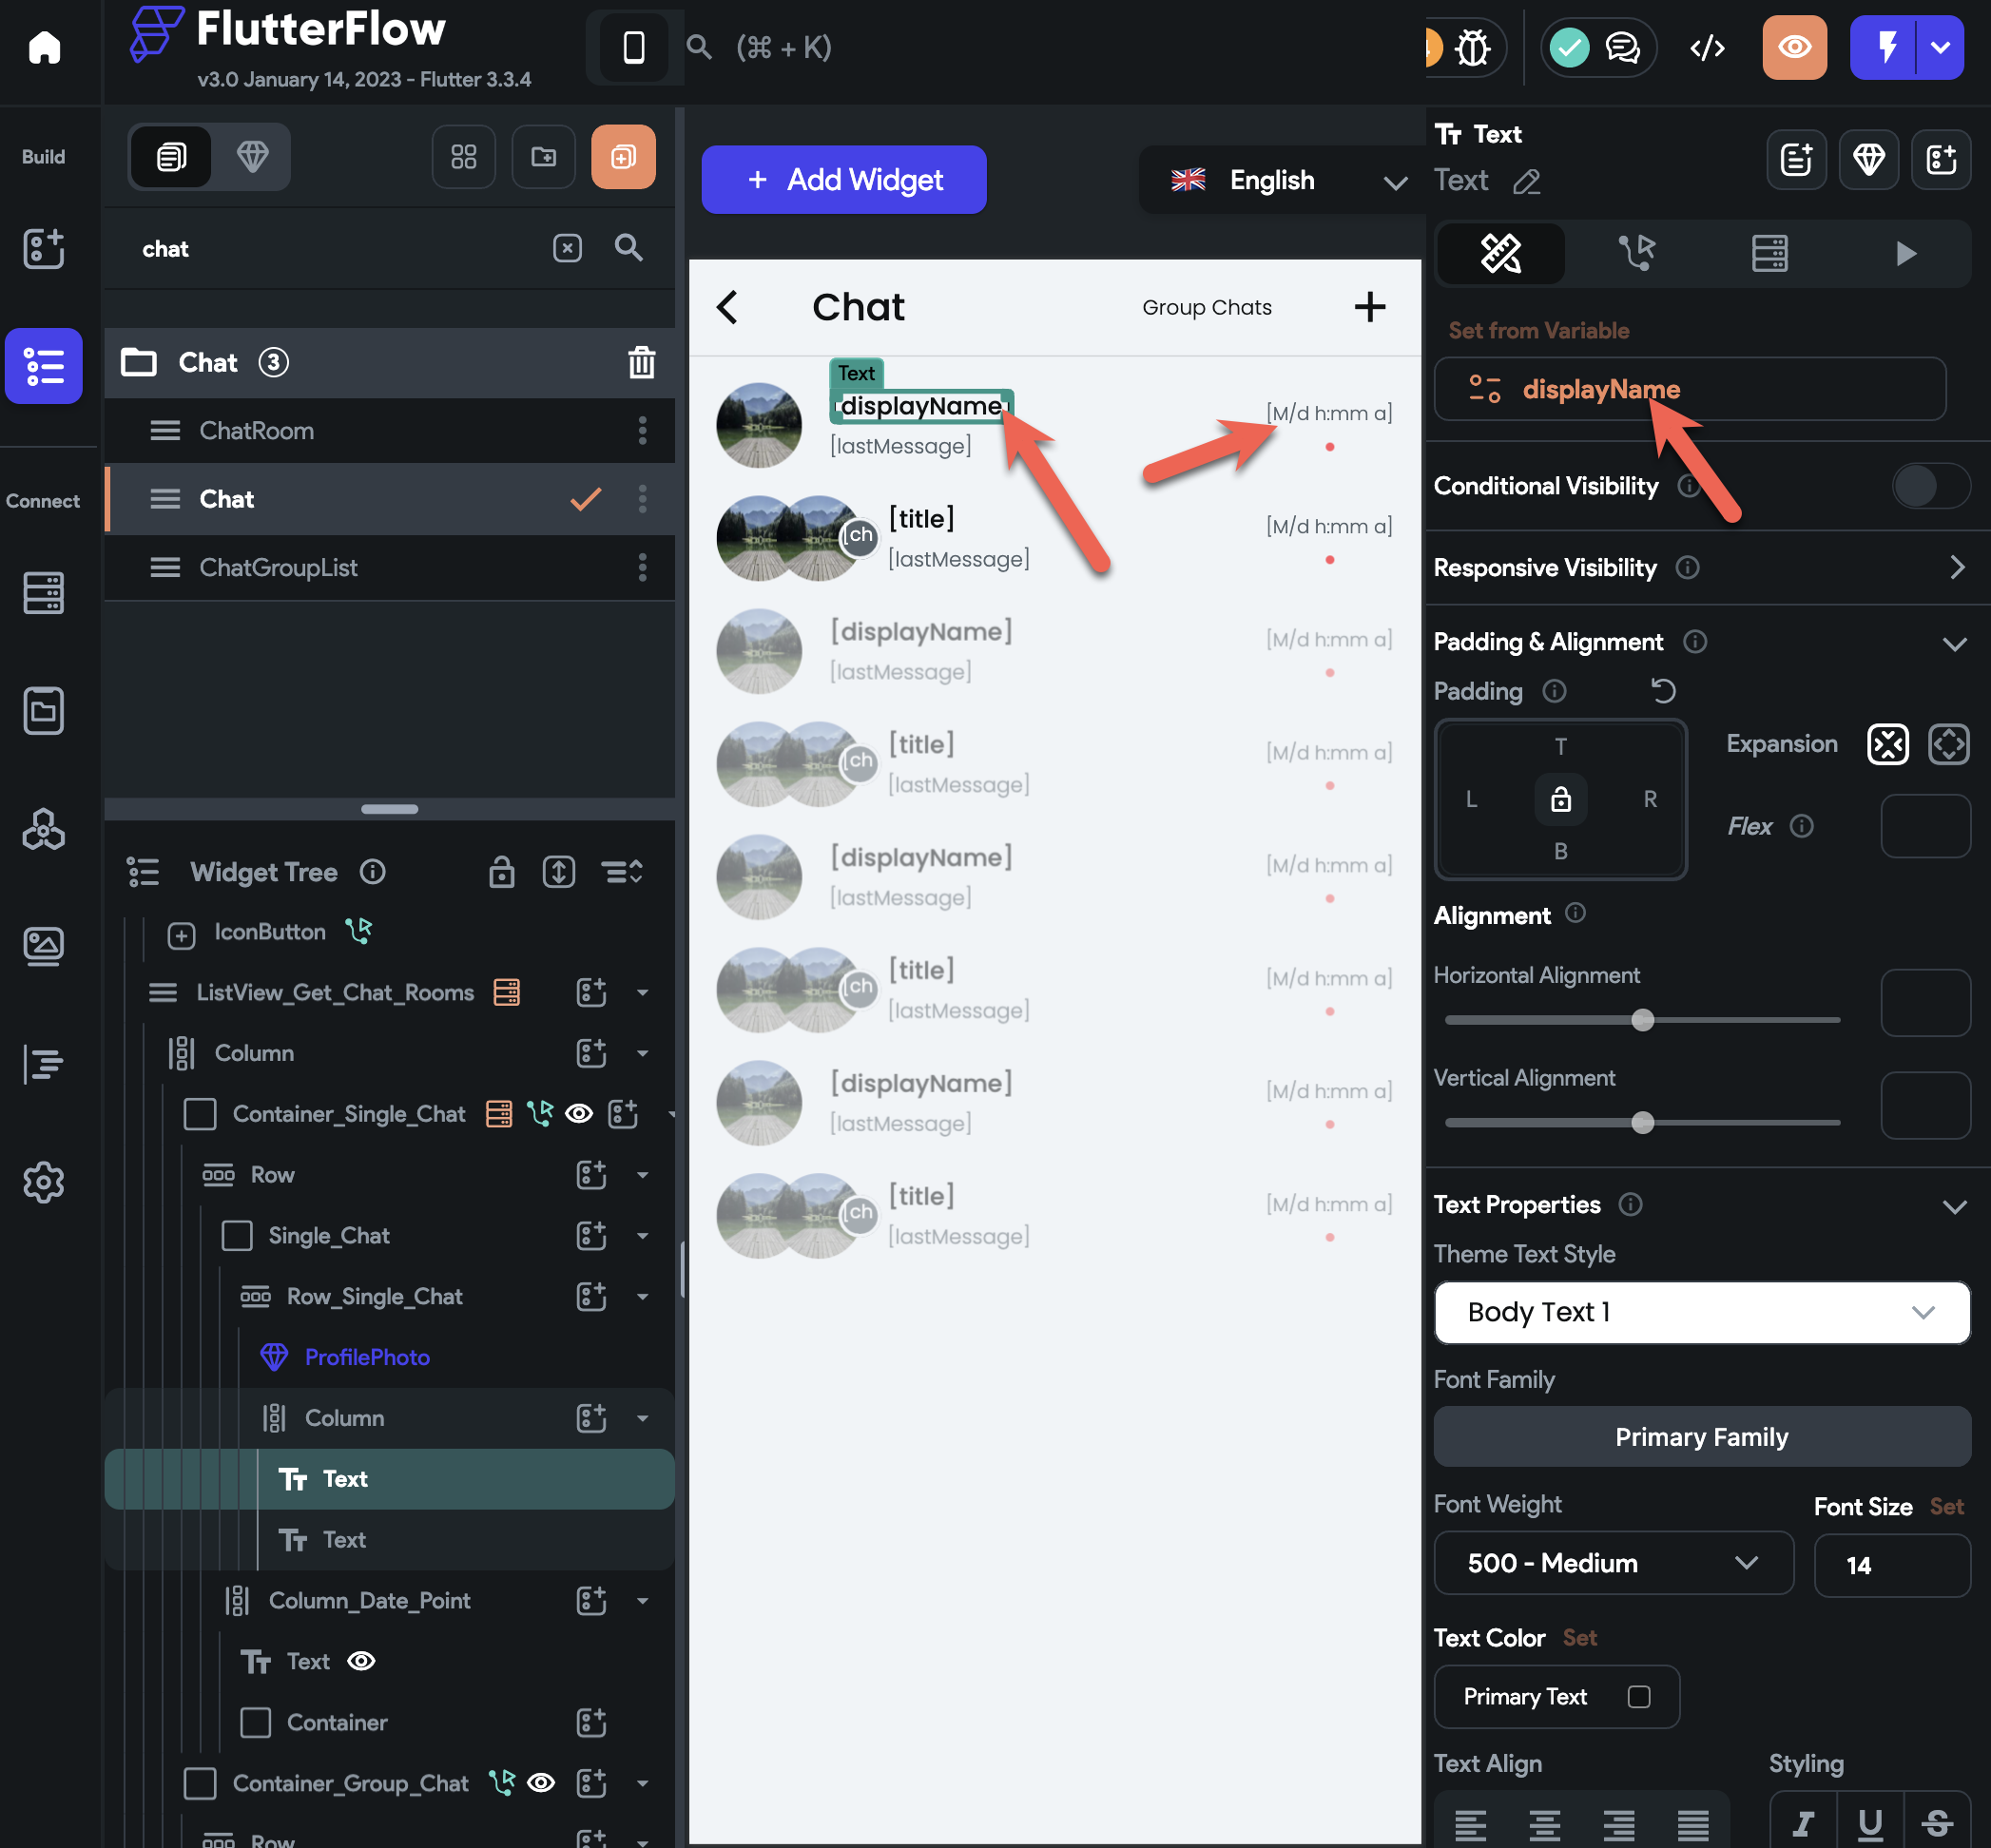 FlutterFlow
v3.0 January 14, 2023 - Flutter 3.3.4
(⌘ + K)
Build
Connect
chat
Chat 3
ChatRoom
Chat
ChatGroupList
Widget Tree
IconButton
ListView_Get_Chat_Rooms
Column
Container_Single_Chat
Row
Single_Chat
Row_Single_Chat
ProfilePhoto
Column
Text
Text
Column_Date_Point
Text
Container
Container_Group_Chat
Row
+ Add Widget
English
Chat
Group Chats
Text
[displayName]
[M/d h:mm a]
[lastMessage]
[title]
[M/d h:mm a]
[ch
[lastMessage]
[displayName]
[M/d h:mm a]
[lastMessage]
[title]
[M/d h:mm a]
[ch
[lastMessage]
[displayName]
[M/d h:mm a]
[lastMessage]
[title]
[M/d h:mm a]
[ch
[lastMessage]
[displayName]
[M/d h:mm a]
[lastMessage]
[title]
[M/d h:mm a]
[ch
[lastMessage]
Text
Text
Set from Variable
displayName
Conditional Visibility
Responsive Visibility
Padding & Alignment
Padding
T
L
R
B
Expansion
Flex
Alignment
Horizontal Alignment
Vertical Alignment
Text Properties
Theme Text Style
Body Text 1
Font Family
Primary Family
Font Weight
Font Size Set
500 - Medium
14
Text Color Set
Primary Text
Text Align
Styling